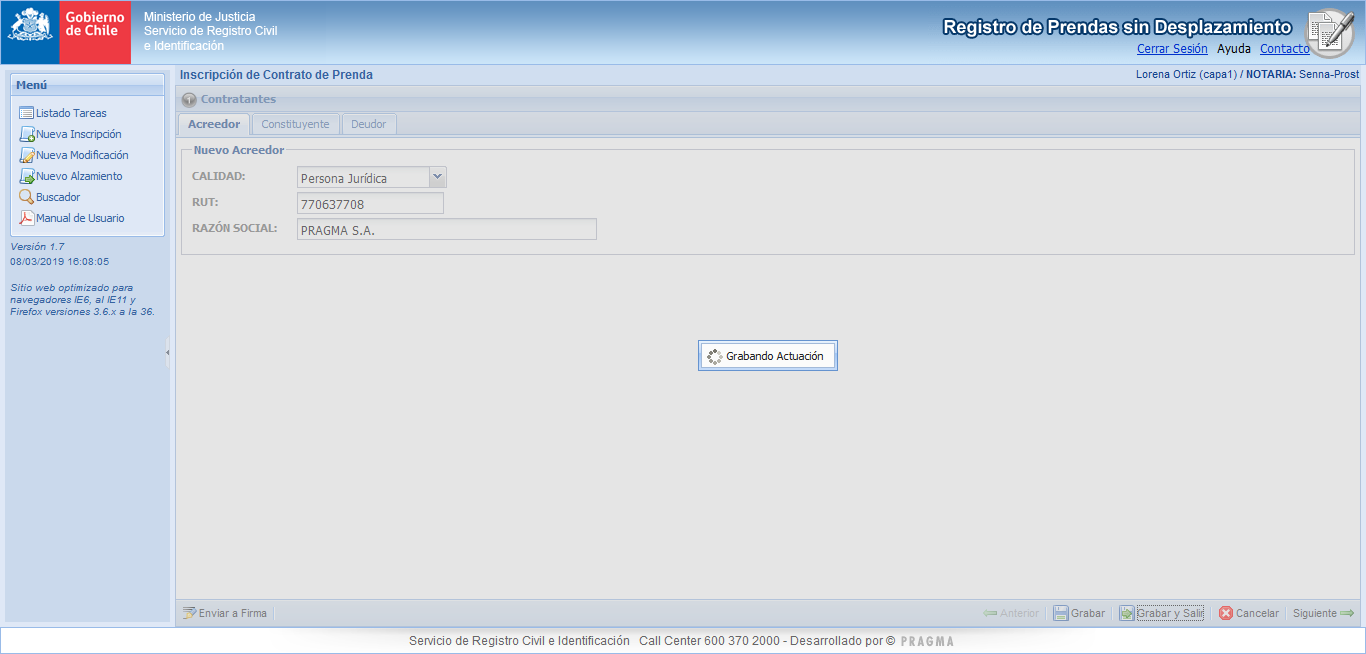 Gobierno
de Chile
Ministerio de Justicia
Servicio de Registro Civil
e Identificación
Registro de Prendas sin Desplazamiento
Cerrar Sesión Ayuda Contacto
Menú
Listado Tareas
Nueva Inscripción
Nueva Modificación
Nuevo Alzamiento
Buscador
Manual de Usuario
Versión 1.7
08/03/2019 16:08:05
Sitio web optimizado para
navegadores IE6, al IE11 y
Firefox versiones 3.6.x a la 36.
Inscripción de Contrato de Prenda
Lorena Ortiz (capa1) / NOTARIA: Senna-Prost
Contratantes
Acreedor Constituyente Deudor
Nuevo Acreedor
CALIDAD: Persona Jurídica
RUT: 770637708
RAZÓN SOCIAL: PRAGMA S.A.
Grabando Actuación
Enviar a Firma Anterior Grabar Grabar y Salir Cancelar Siguiente
Servicio de Registro Civil e Identificación Call Center 600 370 2000 - Desarrollado por © PRAGMA